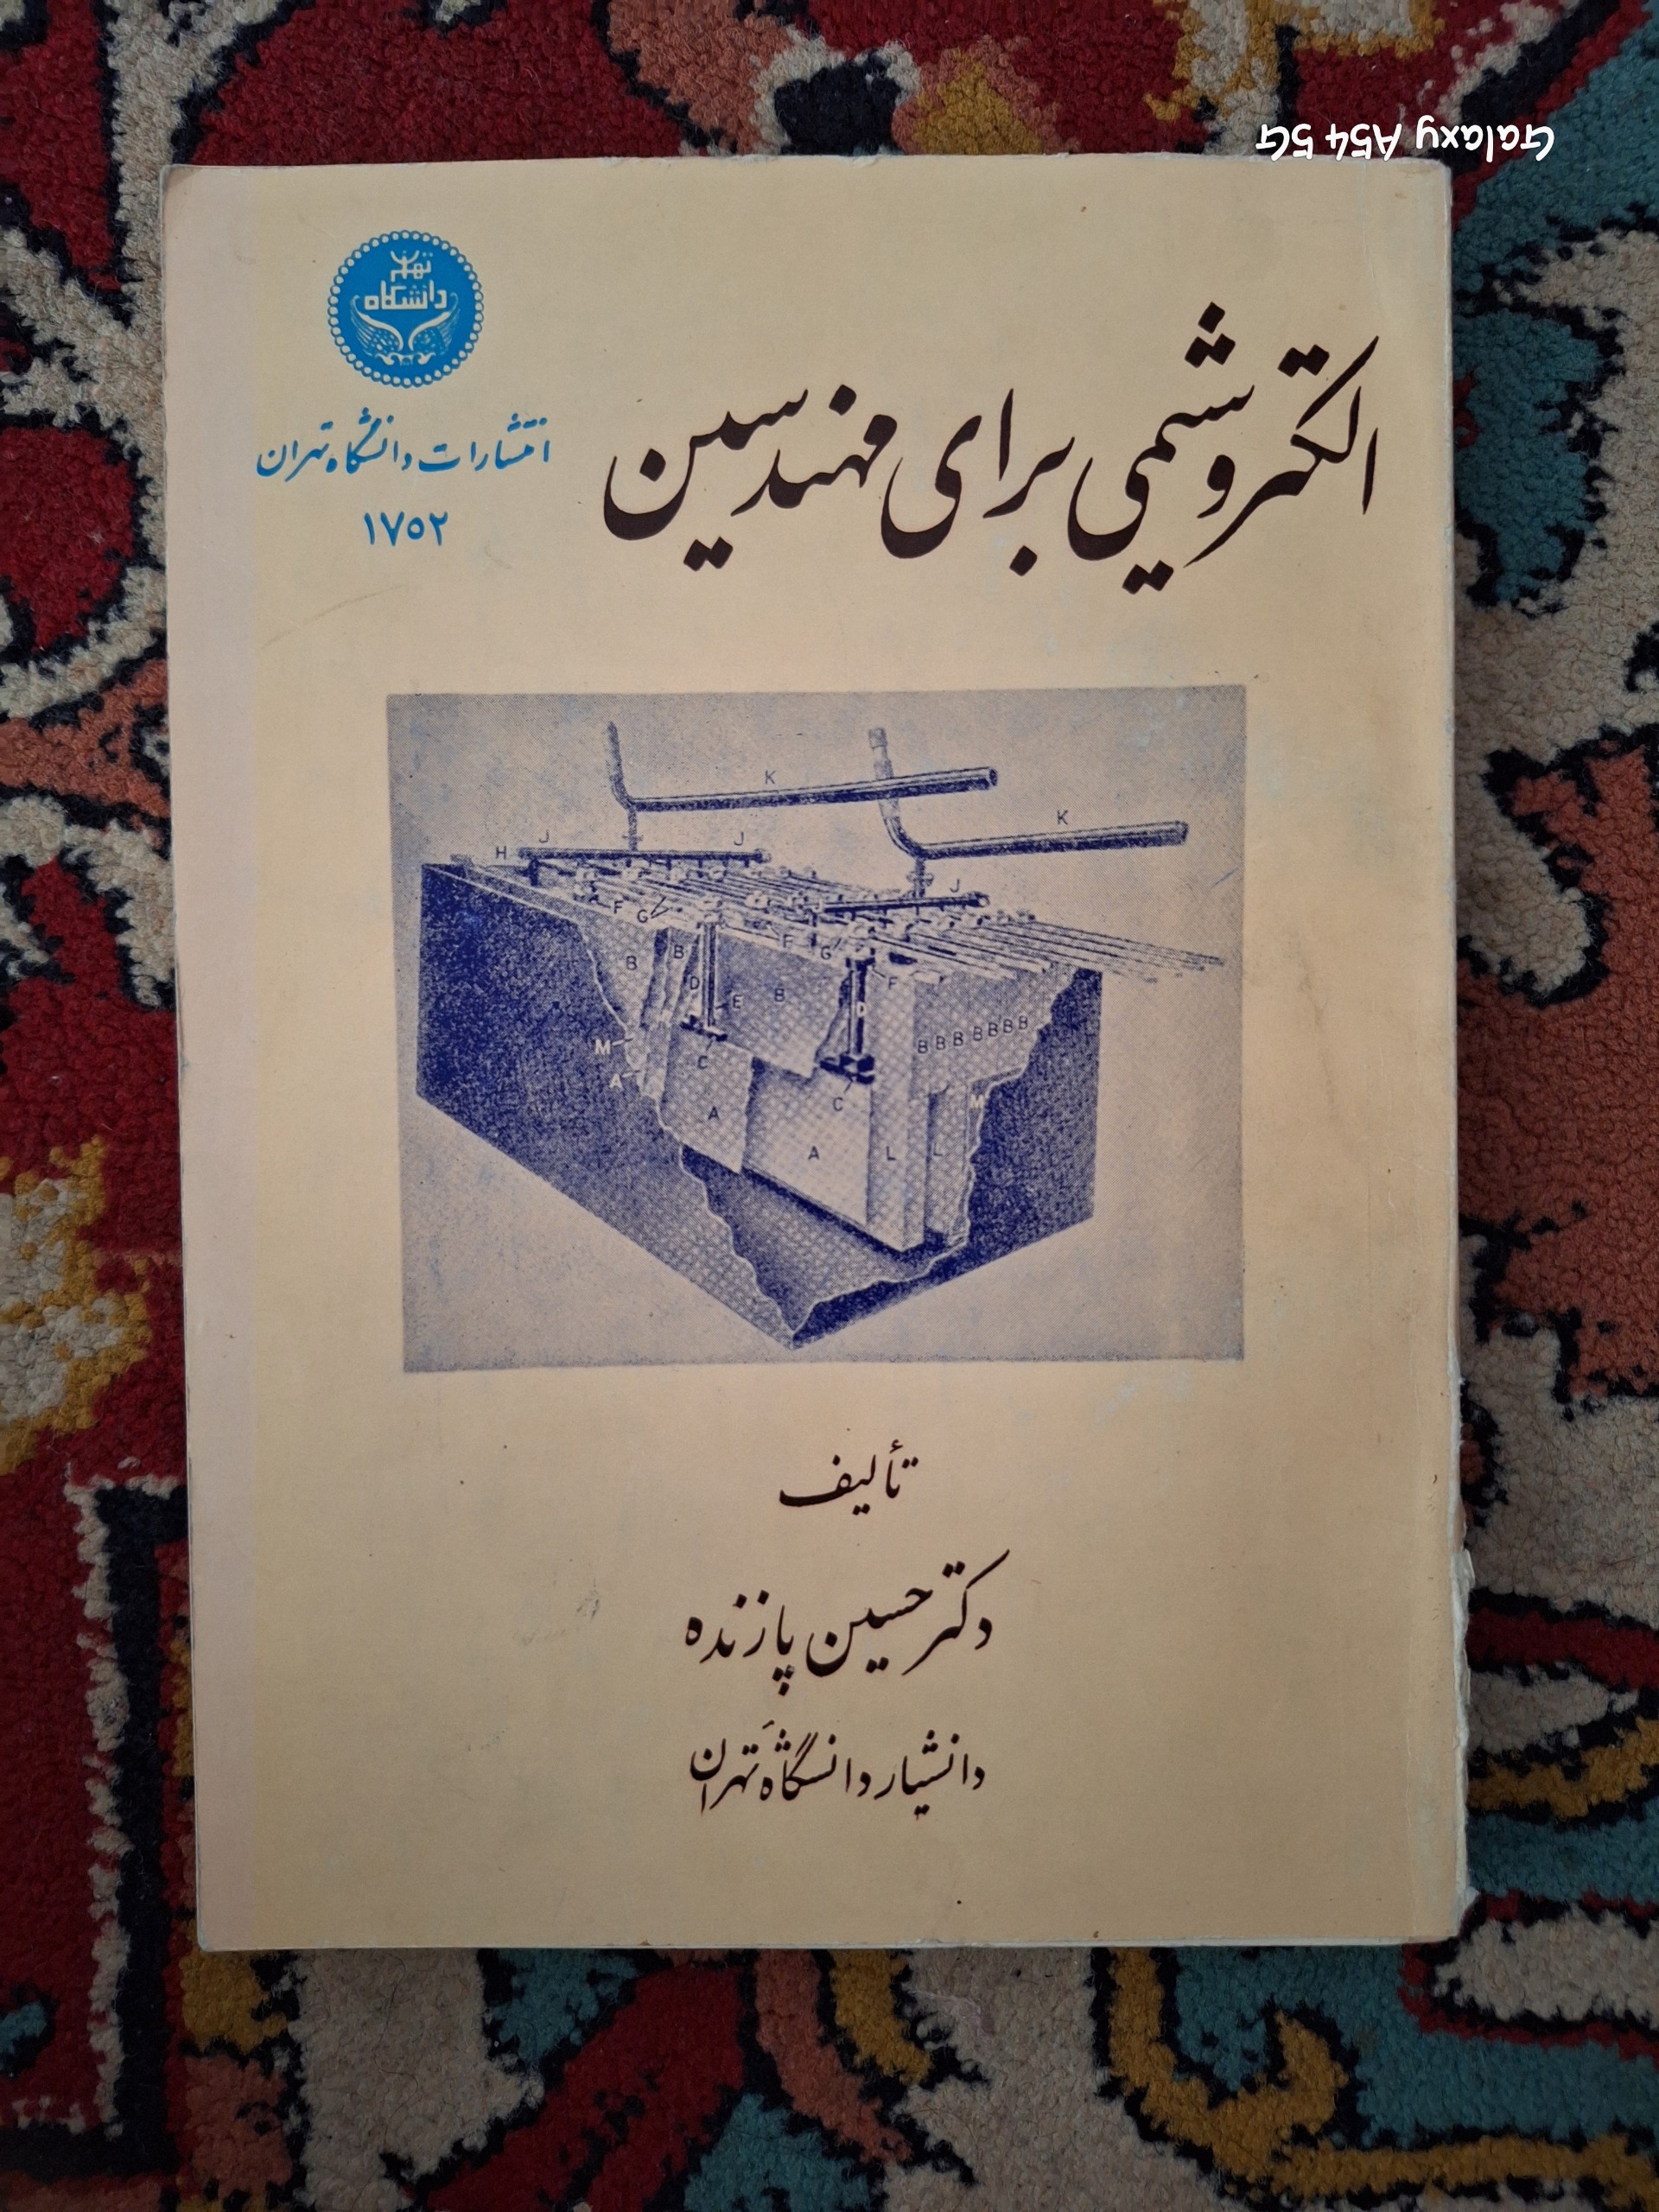 Galaxy A54 5G
دانشگاه
تهران
انتشارات دانشگاه تهران
۱۷۵۲
الکتروشیمی برای مهندسین
K
K
H J J
J
F G F G F
B B D E B D
B B B B B B B
M C M
A C
A A L L
تألیف
دکتر حسین پازنده
دانشیار دانشگاه تهران